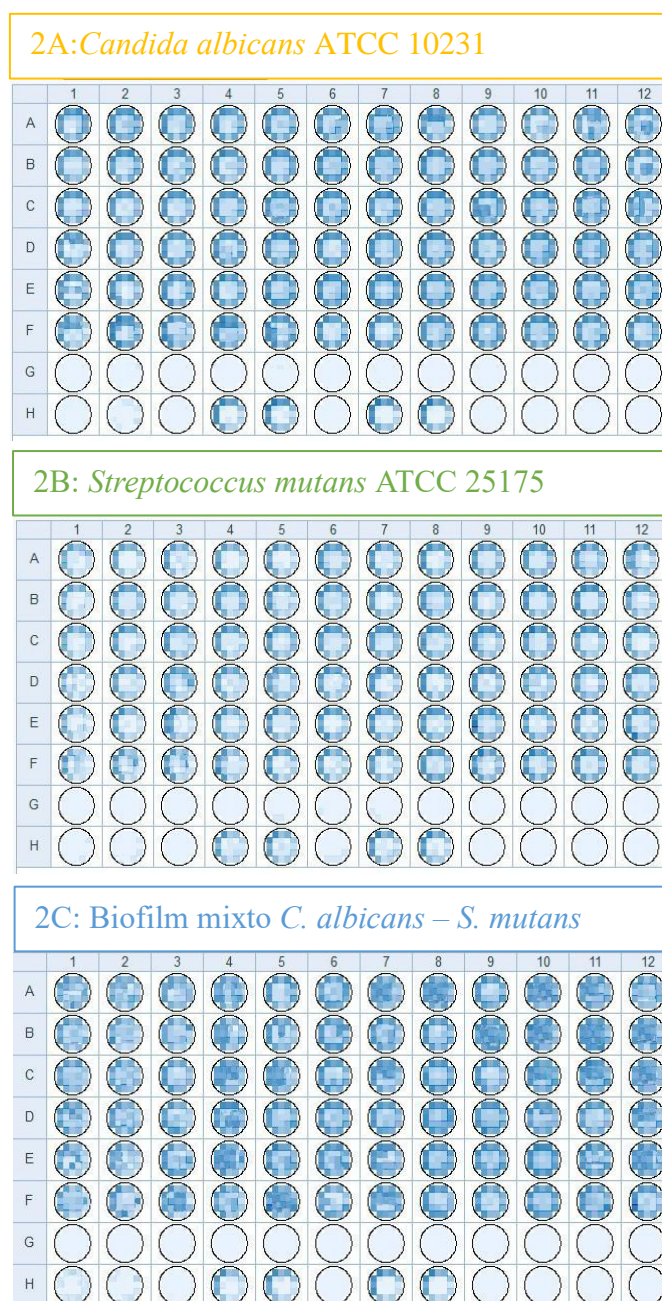 2A:Candida albicans ATCC 10231
1 2 3 4 5 6 7 8 9 10 11 12
A
B
C
D
E
F
G
H
2B: Streptococcus mutans ATCC 25175
1 2 3 4 5 6 7 8 9 10 11 12
A
B
C
D
E
F
G
H
2C: Biofilm mixto C. albicans – S. mutans
1 2 3 4 5 6 7 8 9 10 11 12
A
B
C
D
E
F
G
H